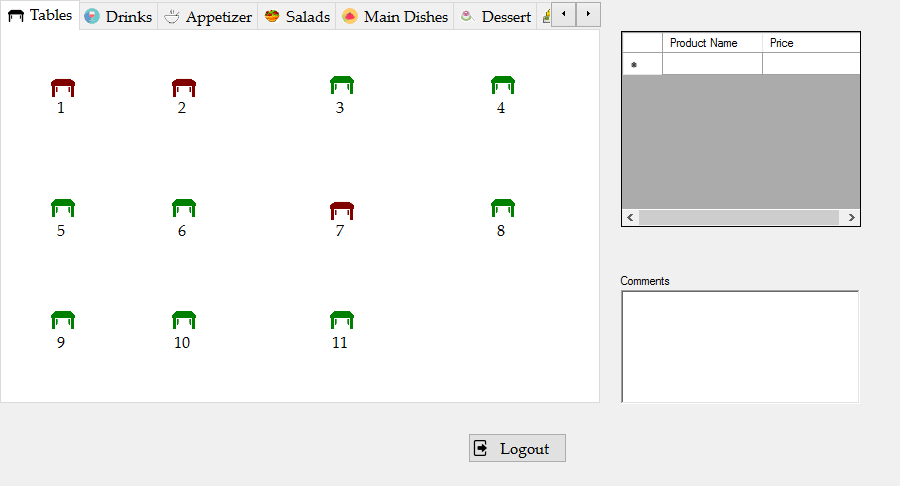 Tables Drinks Appetizer Salads Main Dishes Dessert
Product Name Price
1 2 3 4
5 6 7 8
9 10 11
Comments
Logout